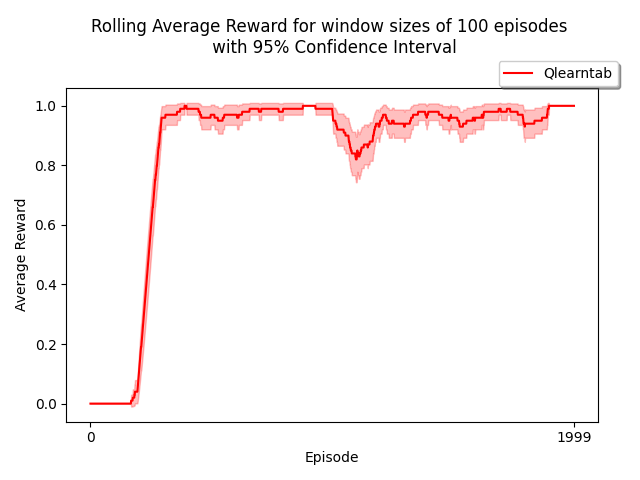 Rolling Average Reward for window sizes of 100 episodes
with 95% Confidence Interval
Qlearntab
1.0
0.8
0.6
0.4
0.2
0.0
Average Reward
0
1999
Episode